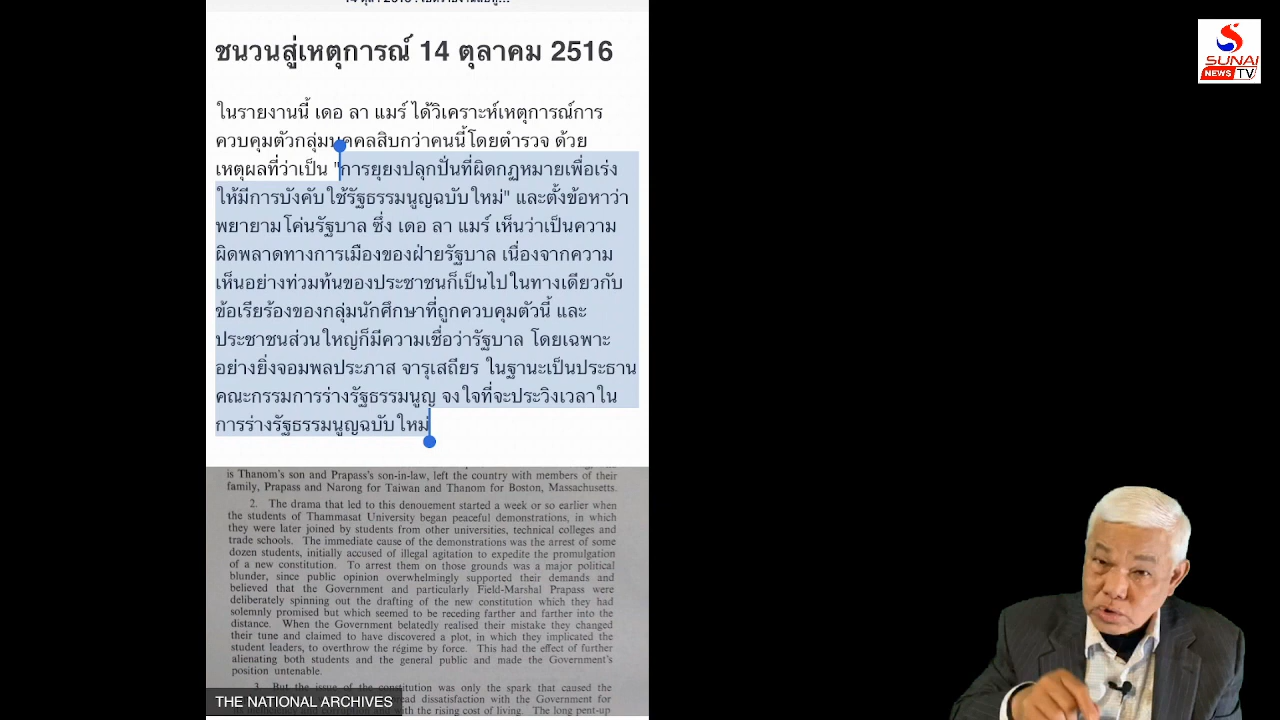 ชนวนสู่เหตุการณ์ 14 ตุลาคม 2516
ในรายงานนี้ เดอ ลา แมร์ ได้วิเคราะห์เหตุการณ์การ
ควบคุมตัวกลุ่มบุคคลสิบกว่าคนนี้โดยตำรวจ ด้วย
เหตุผลที่ว่าเป็น "การยุยงปลุกปั่นที่ผิดกฎหมายเพื่อเร่ง
ให้มีการบังคับใช้รัฐธรรมนูญฉบับใหม่" และตั้งข้อหาว่า
พยายามโค่นรัฐบาล ซึ่ง เดอ ลา แมร์ เห็นว่าเป็นความ
ผิดพลาดทางการเมืองของฝ่ายรัฐบาล เนื่องจากความ
เห็นอย่างท่วมท้นของประชาชนก็เป็นไปในทางเดียวกับ
ข้อเรียร้องของกลุ่มนักศึกษาที่ถูกควบคุมตัวนี้ และ
ประชาชนส่วนใหญ่ก็มีความเชื่อว่ารัฐบาล โดยเฉพาะ
อย่างยิ่งจอมพลประภาส จารุเสถียร ในฐานะเป็นประธาน
คณะกรรมการร่างรัฐธรรมนูญ จงใจที่จะประวิงเวลาใน
การร่างรัฐธรรมนูญฉบับใหม่
is Thanom's son and Prapass's son-in-law, left the country with members of their
family, Prapass and Narong for Taiwan and Thanom for Boston, Massachusetts.
2. The drama that led to this denouement started a week or so earlier when
the students of Thammasat University began peaceful demonstrations, in which
they were later joined by students from other universities, technical colleges and
trade schools. The immediate cause of the demonstrations was the arrest of some
dozen students, initially accused of illegal agitation to expedite the promulgation
of a new constitution. To arrest them on those grounds was a major political
blunder, since public opinion overwhelmingly supported their demands and
believed that the Government and particularly Field-Marshal Prapass were
deliberately spinning out the drafting of the new constitution which they had
solemnly promised but which seemed to be receding farther and farther into the
distance. When the Government belatedly realised their mistake they changed
their tune and claimed to have discovered a plot, in which they implicated the
student leaders, to overthrow the régime by force. This had the effect of further
alienating both students and the general public and made the Government's
position untenable.
3. But the issue of the constitution was only the spark that caused the
dissatisfaction with the Government for
with the rising cost of living. The long pent-up
THE NATIONAL ARCHIVES
SUNAI
NEWS TV